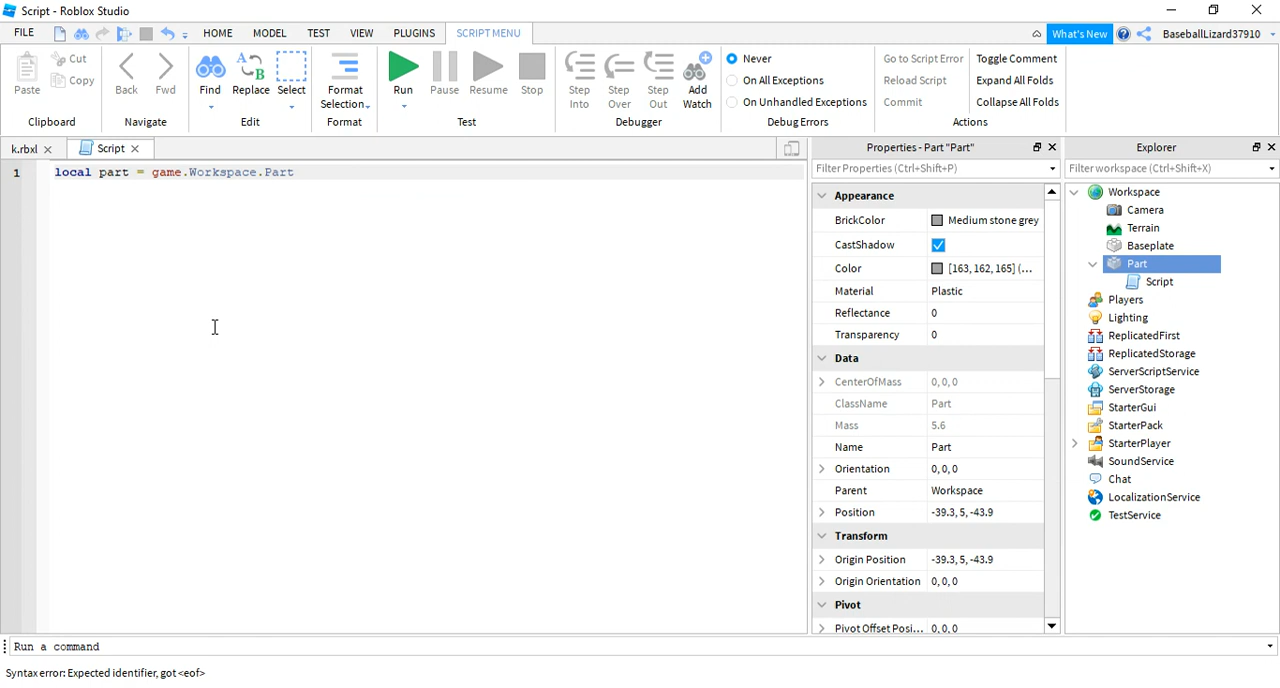 Script - Roblox Studio
FILE HOME MODEL TEST VIEW PLUGINS SCRIPT MENU What's New BaseballLizard37910
Paste Cut Copy
Clipboard
Back Fwd
Navigate
Find Replace Select
Edit
Format Selection
Format
Run Pause Resume Stop
Test
Step Into Step Over Step Out Add Watch
Debugger
Never
On All Exceptions
On Unhandled Exceptions
Debug Errors
Go to Script Error
Reload Script
Commit
Toggle Comment
Expand All Folds
Collapse All Folds
Actions
k.rbxl Script
1 local part = game.Workspace.Part
Properties - Part "Part"
Filter Properties (Ctrl+Shift+P)
Appearance
BrickColor Medium stone grey
CastShadow
Color [163, 162, 165] (...
Material Plastic
Reflectance 0
Transparency 0
Data
CenterOfMass 0, 0, 0
ClassName Part
Mass 5.6
Name Part
Orientation 0, 0, 0
Parent Workspace
Position -39.3, 5, -43.9
Transform
Origin Position -39.3, 5, -43.9
Origin Orientation 0, 0, 0
Pivot
Pivot Offset Posi... 0, 0, 0
Explorer
Filter workspace (Ctrl+Shift+X)
Workspace
Camera
Terrain
Baseplate
Part
Script
Players
Lighting
ReplicatedFirst
ReplicatedStorage
ServerScriptService
ServerStorage
StarterGui
StarterPack
StarterPlayer
SoundService
Chat
LocalizationService
TestService
Run a command
Syntax error: Expected identifier, got <eof>